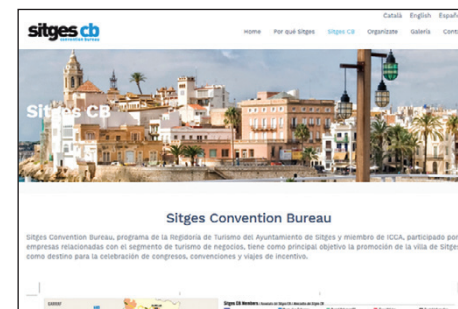 Català English Españo
sitges cb
convention bureau
Home Por qué Sitges Sitges CB Organízate Galería Cont
Sitges CB
Sitges Convention Bureau
Sitges Convention Bureau, programa de la Regidoria de Turismo del Ayuntamiento de Sitges y miembro de ICCA, participado por
empresas relacionadas con el segmento de turismo de negocios, tiene como principal objetivo la promoción de la villa de Sitges
como destino para la celebración de congresos, convenciones y viajes de incentivo.
Sitges CB Members